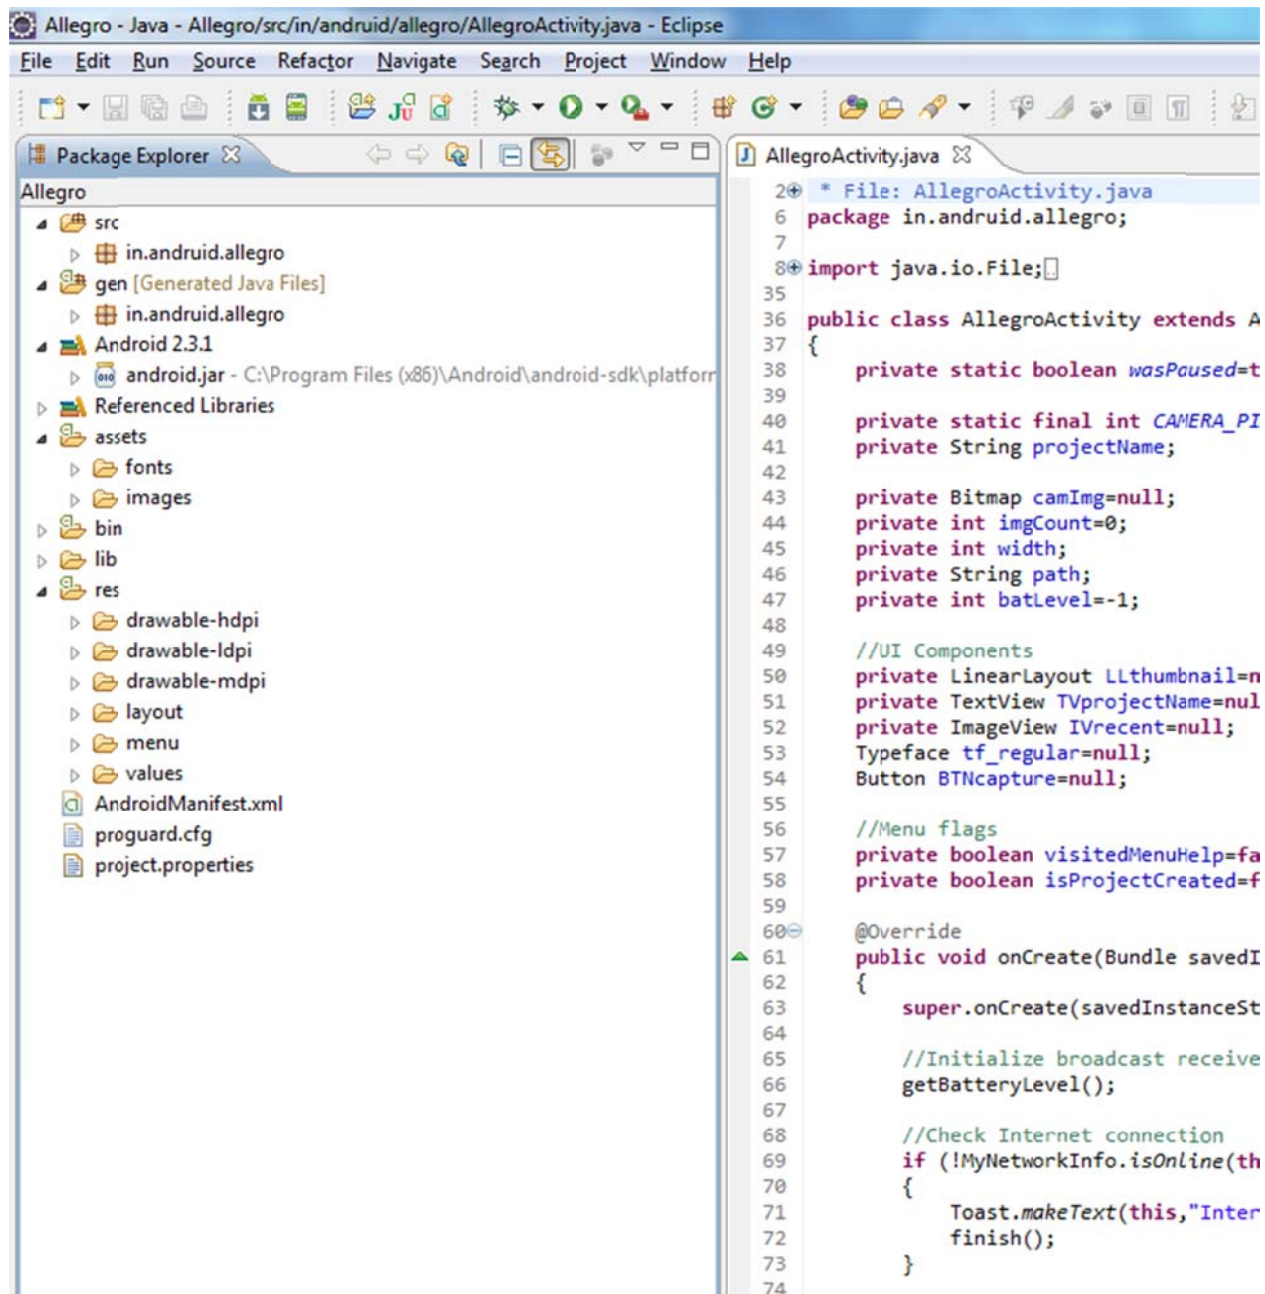 Allegro - Java - Allegro/src/in/andruid/allegro/AllegroActivity.java - Eclipse
File Edit Run Source Refactor Navigate Search Project Window Help
Package Explorer
Allegro
src
in.andruid.allegro
gen [Generated Java Files]
in.andruid.allegro
Android 2.3.1
android.jar - C:\Program Files (x86)\Android\android-sdk\platforr
Referenced Libraries
assets
fonts
images
bin
lib
res
drawable-hdpi
drawable-ldpi
drawable-mdpi
layout
menu
values
AndroidManifest.xml
proguard.cfg
project.properties
AllegroActivity.java
2 * File: AllegroActivity.java
6 package in.andruid.allegro;
7
8 import java.io.File;
35
36 public class AllegroActivity extends A
37 {
38 private static boolean wasPaused=t
39
40 private static final int CAMERA_PI
41 private String projectName;
42
43 private Bitmap camImg=null;
44 private int imgCount=0;
45 private int width;
46 private String path;
47 private int batLevel=-1;
48
49 //UI Components
50 private LinearLayout LLthumbnail=n
51 private TextView TVprojectName=nul
52 private ImageView IVrecent=null;
53 Typeface tf_regular=null;
54 Button BTNcapture=null;
55
56 //Menu flags
57 private boolean visitedMenuHelp=fa
58 private boolean isProjectCreated=f
59
60 @Override
61 public void onCreate(Bundle savedI
62 {
63 super.onCreate(savedInstanceSt
64
65 //Initialize broadcast receive
66 getBatteryLevel();
67
68 //Check Internet connection
69 if (!MyNetworkInfo.isOnline(th
70 {
71 Toast.makeText(this,"Inter
72 finish();
73 }
74